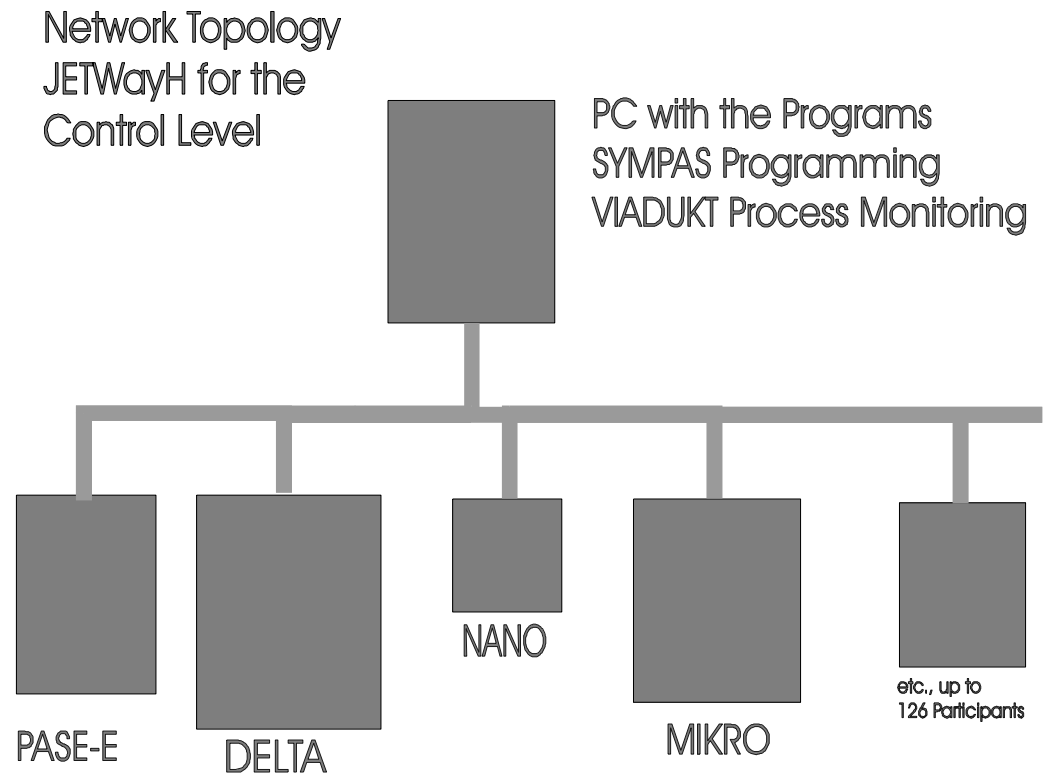 Network Topology
JETWayH for the
Control Level
PC with the Programs
SYMPAS Programming
VIADUKT Process Monitoring
NANO
etc., up to
126 Participants
PASE-E
DELTA
MIKRO